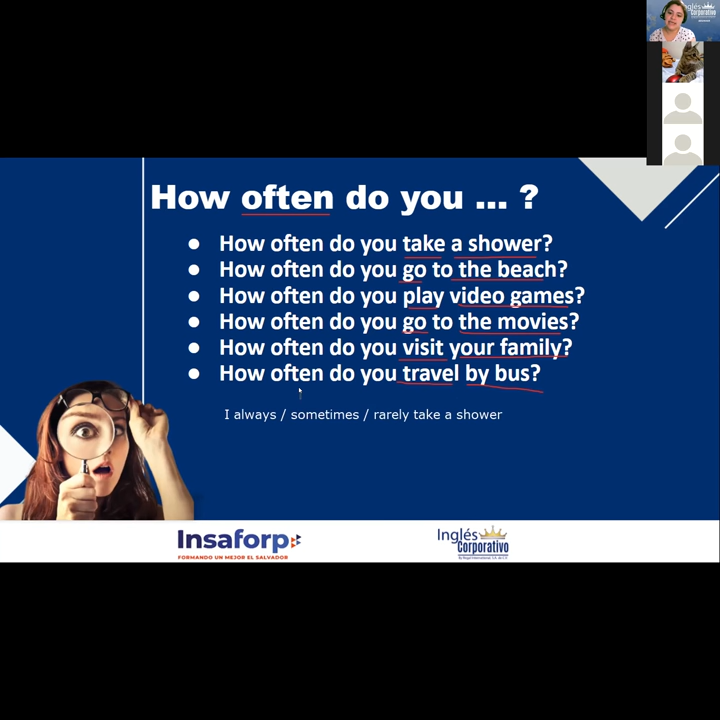 Inglés
Corporativo
How often do you ... ?
How often do you take a shower?
How often do you go to the beach?
How often do you play video games?
How often do you go to the movies?
How often do you visit your family?
How often do you travel by bus?
I always / sometimes / rarely take a shower
Insaforp
FORMANDO UN MEJOR EL SALVADOR
Inglés
Corporativo